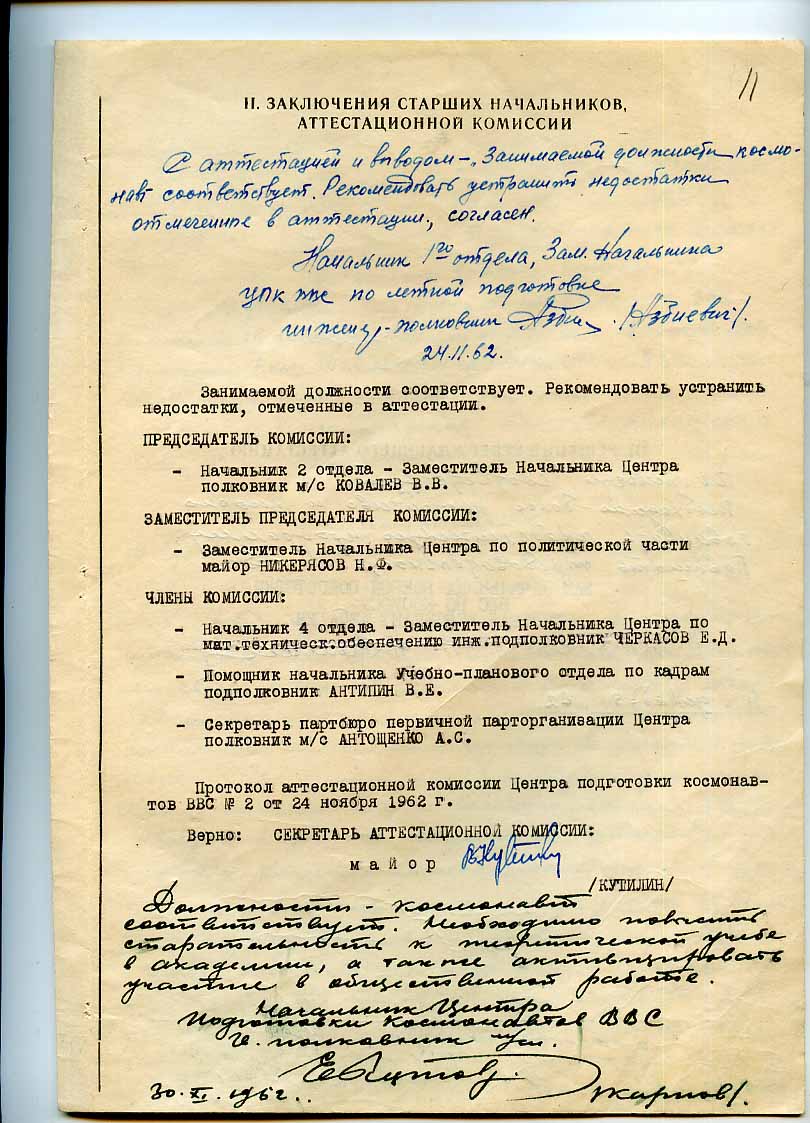 11
II. ЗАКЛЮЧЕНИЯ СТАРШИХ НАЧАЛЬНИКОВ,
АТТЕСТАЦИОННОЙ КОМИССИИ
С аттестацией и выводом – „Занимаемой должности космо-
навт соответствует. Рекомендовать устранить недостатки
отмеченные в аттестации„, согласен.
Начальник 1го отдела, Зам. Начальника
ЦПК ВВС по летной подготовке
инженер-полковник /Азбиевич/.
24.11.62.
Занимаемой должности соответствует. Рекомендовать устранить
недостатки, отмеченные в аттестации.
ПРЕДСЕДАТЕЛЬ КОМИССИИ:
- Начальник 2 отдела - Заместитель Начальника Центра
полковник м/с КОВАЛЕВ В.В.
ЗАМЕСТИТЕЛЬ ПРЕДСЕДАТЕЛЯ КОМИССИИ:
- Заместитель Начальника Центра по политической части
майор НИКЕРЯСОВ Н.Ф.
ЧЛЕНЫ КОМИССИИ:
- Начальник 4 отдела - Заместитель Начальника Центра по
мат.техническ.обеспечению инж.подполковник ЧЕРКАСОВ Е.Д.
- Помощник начальника Учебно-планового отдела по кадрам
подполковник АНТИПИН В.Е.
- Секретарь партбюро первичной парторганизации Центра
полковник м/с АНТОЩЕНКО А.С.
Протокол аттестационной комиссии Центра подготовки космонав-
тов ВВС № 2 от 24 ноября 1962 г.
Верно: СЕКРЕТАРЬ АТТЕСТАЦИОННОЙ КОМИССИИ:
майор
/КУТИЛИН/
Должности - космонавт
соответствует. Необходимо повысить
старательность к теоретической учебе
в академии, а также активизировать
участие в общественной работе.
Начальник Центра
Подготовки Космонавтов ВВС
полковник м/сл.
30.XI.1962.. /Карпов/.